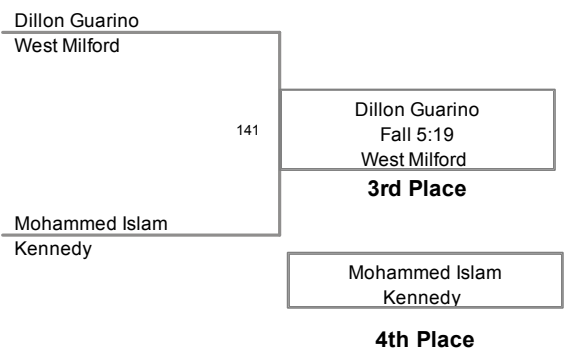 Dillon Guarino
West Milford
141
Dillon Guarino
Fall 5:19
West Milford
3rd Place
Mohammed Islam
Kennedy
Mohammed Islam
Kennedy
4th Place